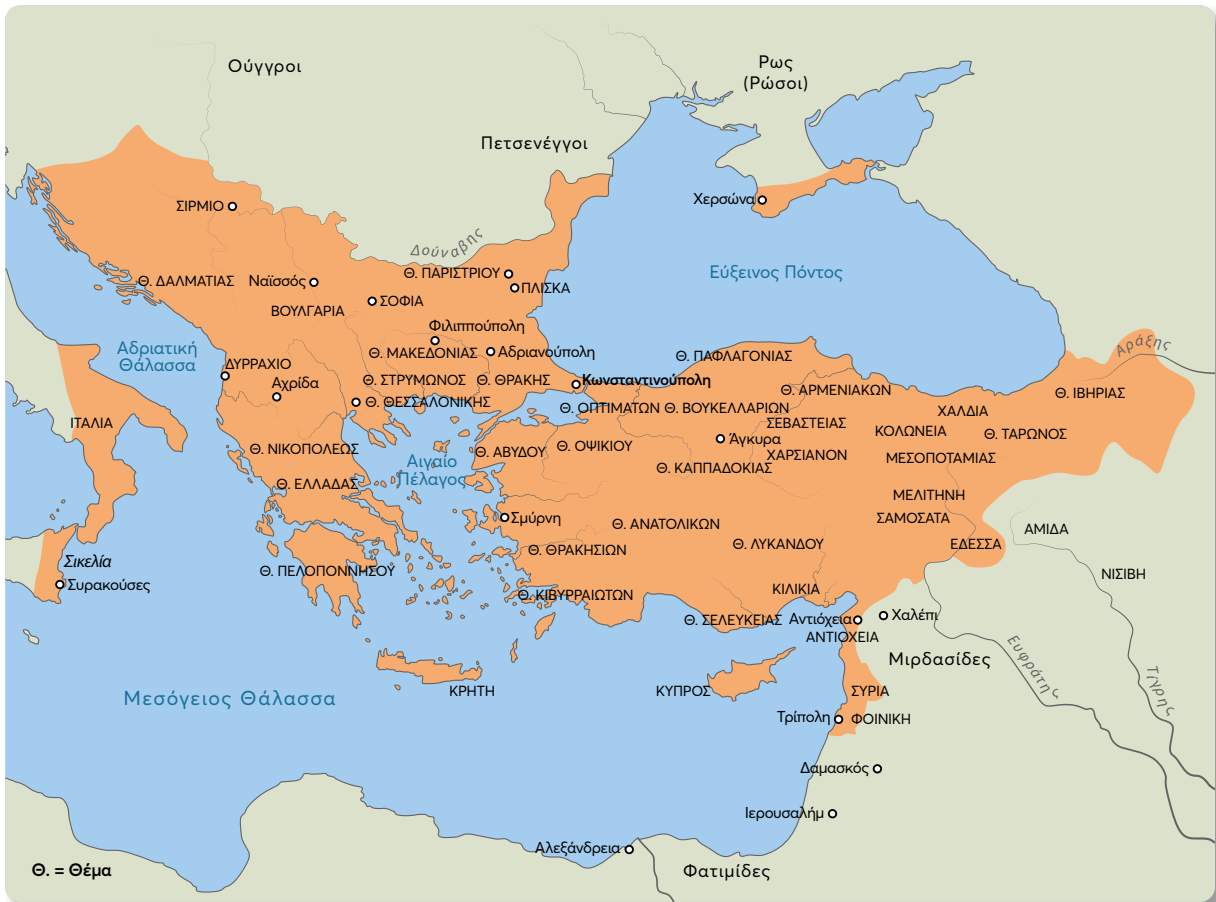 Ούγγροι
Ρως
(Ρώσοι)
Πετσενέγγοι
Χερσώνα
ΣΙΡΜΙΟ
Δούναβης
Εύξεινος Πόντος
Θ. ΠΑΡΙΣΤΡΙΟΥ
Θ. ΔΑΛΜΑΤΙΑΣ
Ναϊσσός
ΠΛΙΣΚΑ
ΣΟΦΙΑ
ΒΟΥΛΓΑΡΙΑ
Φιλιππούπολη
Αδριατική
Θάλασσα
Θ. ΜΑΚΕΔΟΝΙΑΣ
Αδριανούπολη
Θ. ΠΑΦΛΑΓΟΝΙΑΣ
Αράξης
ΔΥΡΡΑΧΙΟ
Αχρίδα
Θ. ΣΤΡΥΜΩΝΟΣ
Θ. ΘΡΑΚΗΣ
Κωνσταντινούπολη
Θ. ΑΡΜΕΝΙΑΚΩΝ
Θ. ΙΒΗΡΙΑΣ
Θ. ΘΕΣΣΑΛΟΝΙΚΗΣ
Θ. ΟΠΤΙΜΑΤΩΝ
Θ. ΒΟΥΚΕΛΛΑΡΙΩΝ
ΧΑΛΔΙΑ
ΙΤΑΛΙΑ
ΣΕΒΑΣΤΕΙΑΣ
ΚΟΛΩΝΕΙΑ
Θ. ΤΑΡΩΝΟΣ
Άγκυρα
Θ. ΝΙΚΟΠΟΛΕΩΣ
Θ. ΑΒΥΔΟΥ
Θ. ΟΨΙΚΙΟΥ
ΧΑΡΣΙΑΝΟΝ
ΜΕΣΟΠΟΤΑΜΙΑΣ
Αιγαίο
Πέλαγος
Θ. ΚΑΠΠΑΔΟΚΙΑΣ
Θ. ΕΛΛΑΔΑΣ
ΜΕΛΙΤΗΝΗ
Σμύρνη
Θ. ΑΝΑΤΟΛΙΚΩΝ
ΣΑΜΟΣΑΤΑ
ΑΜΙΔΑ
Θ. ΘΡΑΚΗΣΙΩΝ
Θ. ΛΥΚΑΝΔΟΥ
ΕΔΕΣΣΑ
Σικελία
Συρακούσες
Θ. ΠΕΛΟΠΟΝΝΗΣΟΥ
ΝΙΣΙΒΗ
Θ. ΚΙΒΥΡΡΑΙΩΤΩΝ
ΚΙΛΙΚΙΑ
Θ. ΣΕΛΕΥΚΕΙΑΣ
Αντιόχεια
Χαλέπι
ΑΝΤΙΟΧΕΙΑ
Μιρδασίδες
Ευφράτης
Τίγρης
Μεσόγειος Θάλασσα
ΚΡΗΤΗ
ΚΥΠΡΟΣ
ΣΥΡΙΑ
Τρίπολη
ΦΟΙΝΙΚΗ
Δαμασκός
Ιερουσαλήμ
Αλεξάνδρεια
Φατιμίδες
Θ. = Θέμα